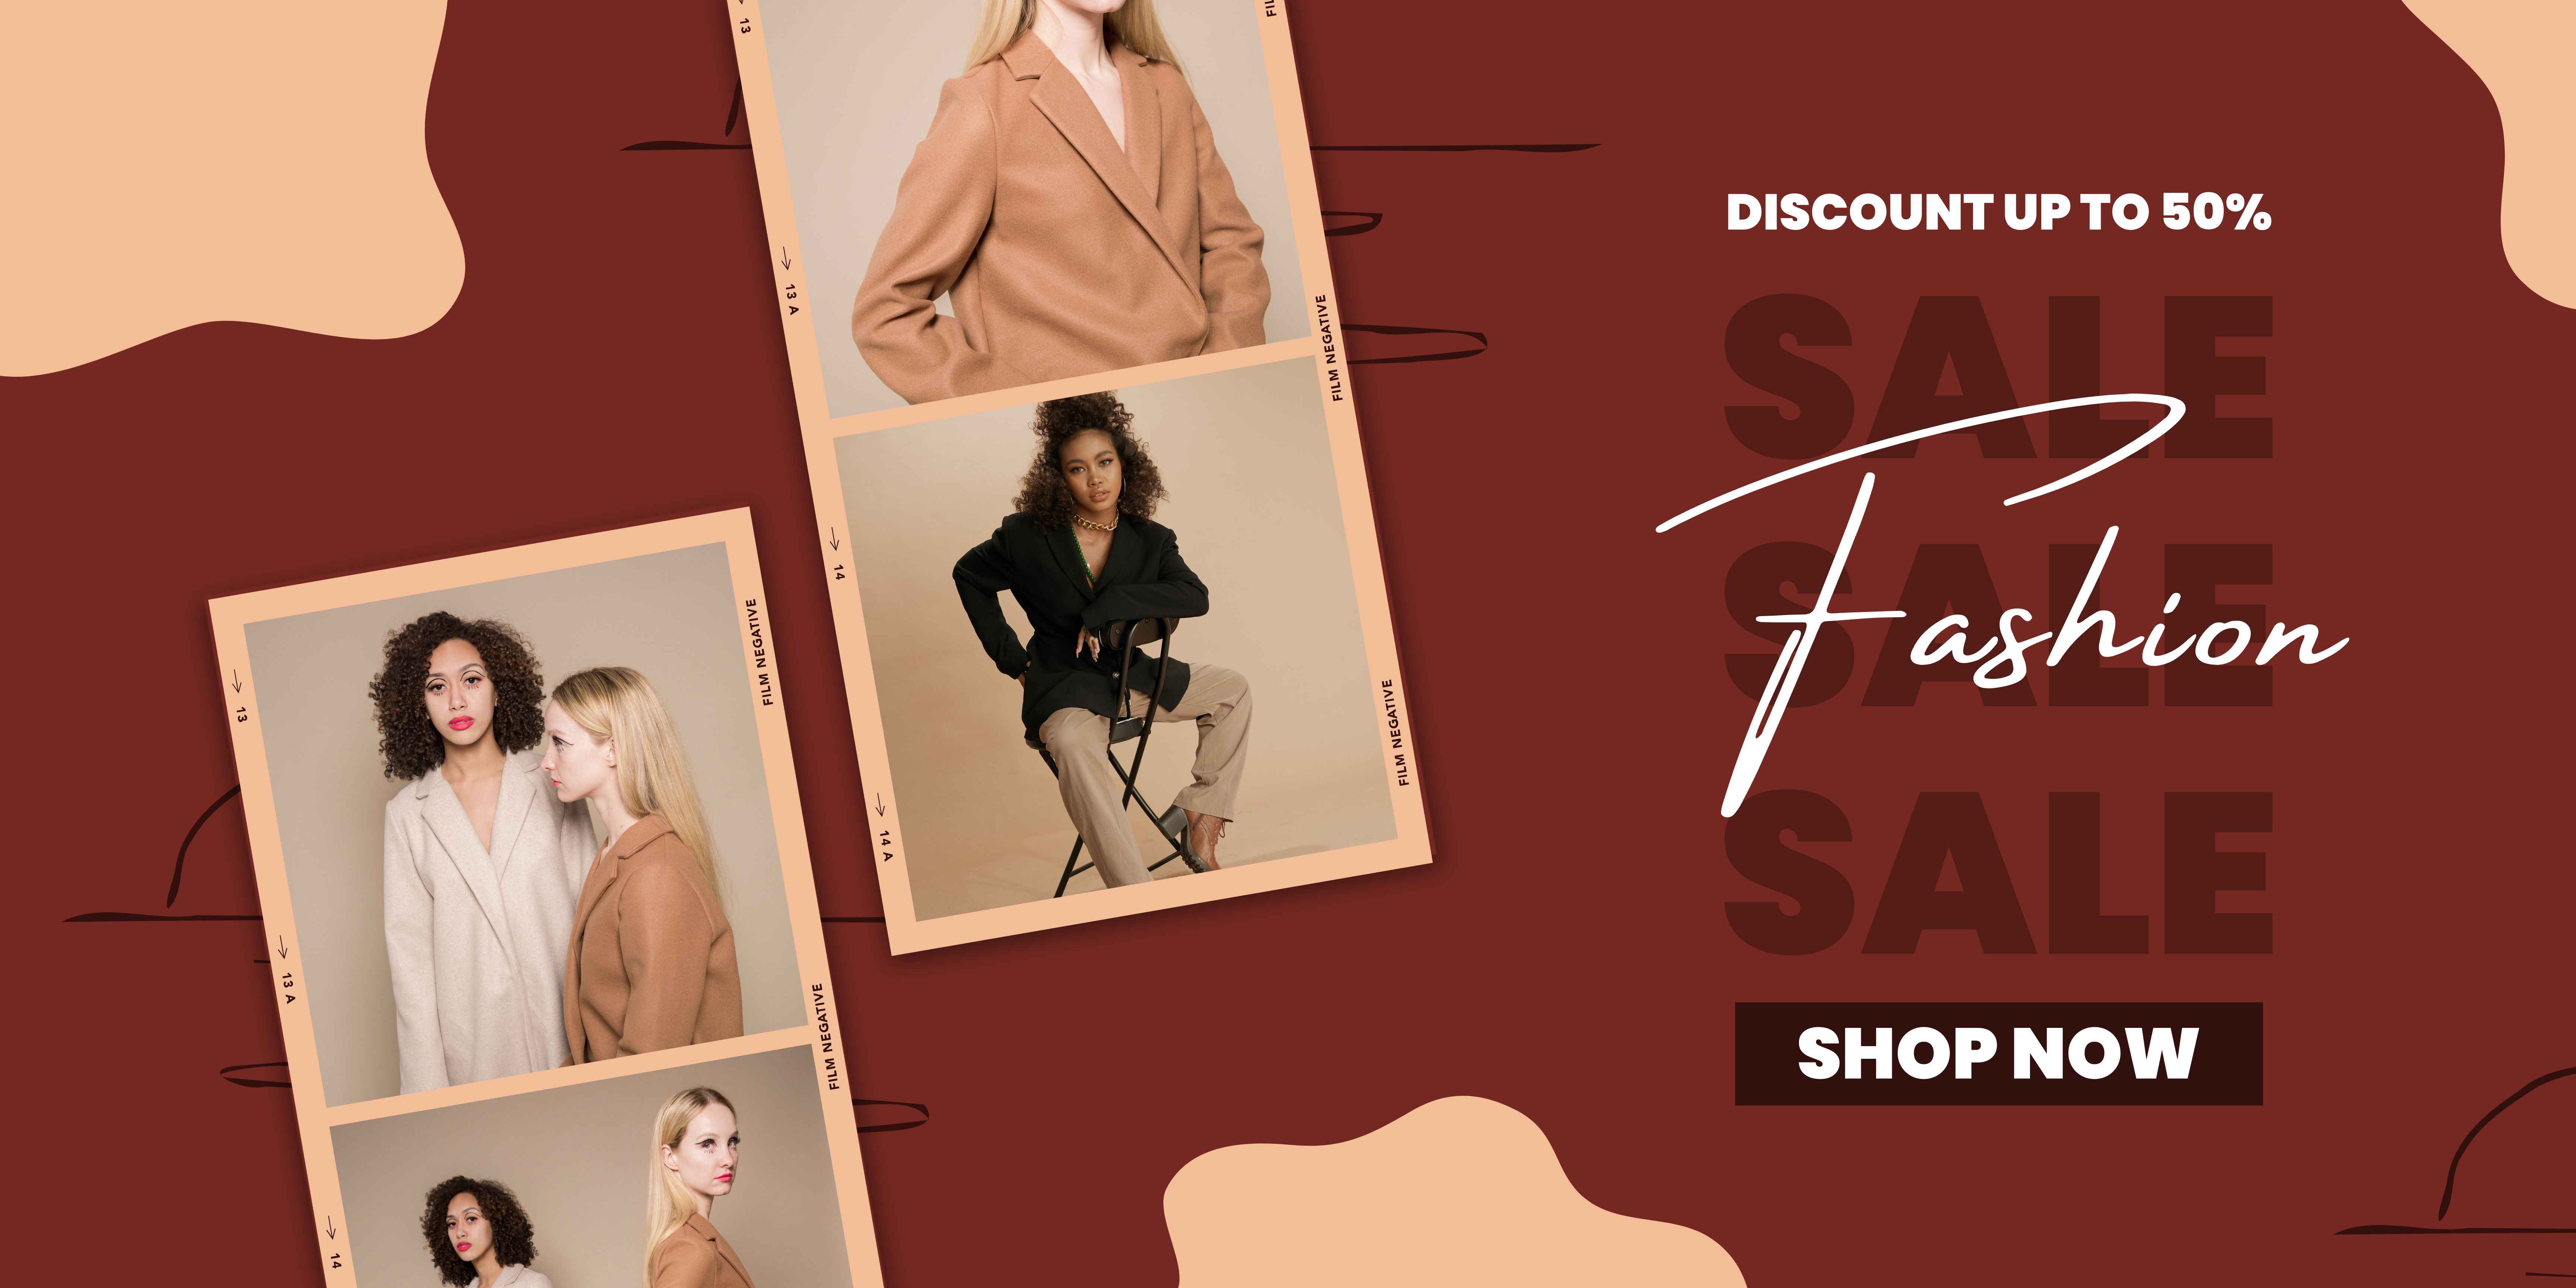 13
FIL
13 A
FILM NEGATIVE
14
FILM NEGATIVE
14 A
13
FILM NEGATIVE
13 A
FILM NEGATIVE
14
DISCOUNT UP TO 50%
SALE
SALE
Fashion
SALE
SHOP NOW